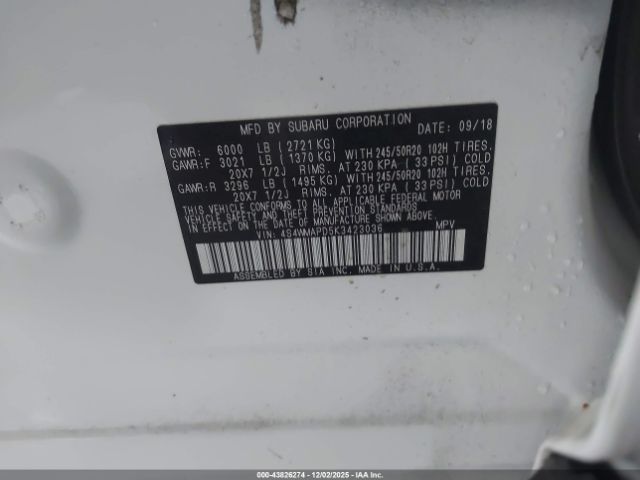 MFD BY SUBARU CORPORATION DATE: 09/18
GVWR: 6000 LB (2721 KG)
GAWR:F 3021 LB (1370 KG) WITH 245/50R20 102H TIRES,
20X7 1/2J RIMS, AT 230 KPA (33 PSI) COLD
GAWR:R 3296 LB (1495 KG) WITH 245/50R20 102H TIRES,
20X7 1/2J RIMS, AT 230 KPA (33 PSI) COLD
THIS VEHICLE CONFORMS TO ALL APPLICABLE FEDERAL MOTOR
VEHICLE SAFETY AND THEFT PREVENTION STANDARDS
IN EFFECT ON THE DATE OF MANUFACTURE SHOWN ABOVE.
VIN: 4S4WMAPD5K3423036 MPV
ASSEMBLED BY SIA INC. MADE IN U.S.A.
000-43826274 - 12/02/2025 - IAA Inc.